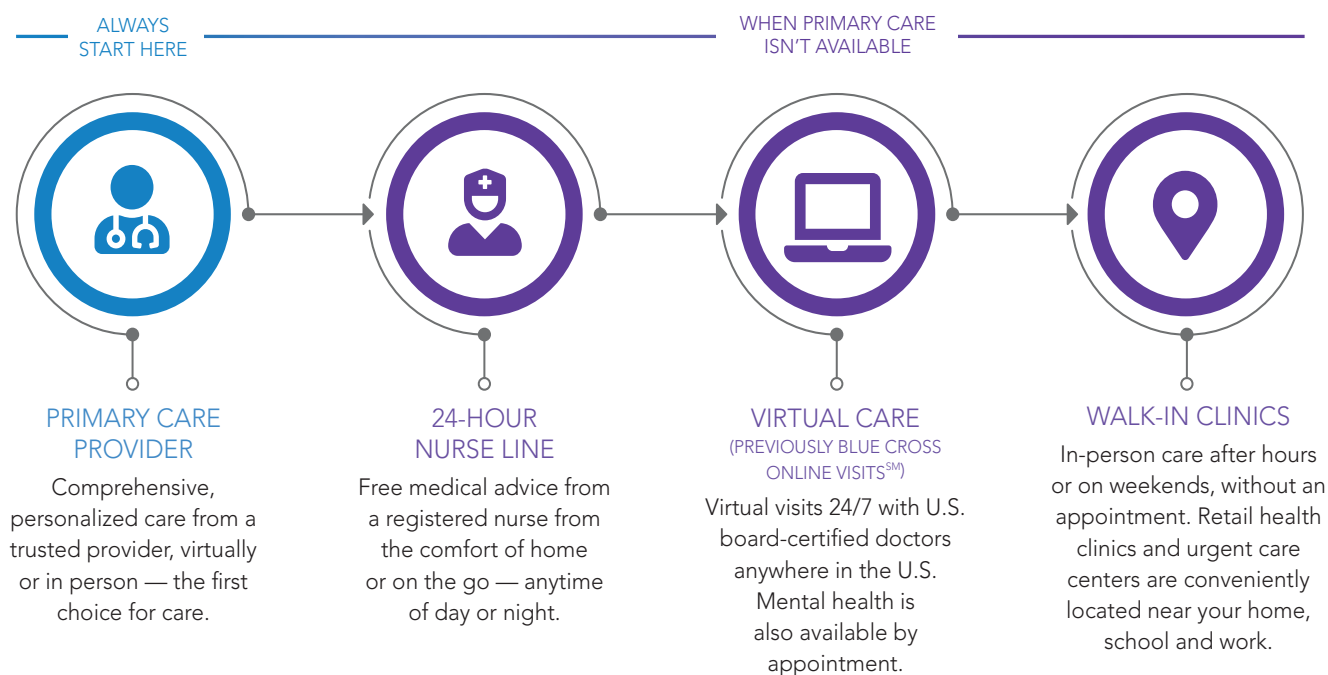 ALWAYS
START HERE
WHEN PRIMARY CARE
ISN'T AVAILABLE
PRIMARY CARE
PROVIDER
Comprehensive,
personalized care from a
trusted provider, virtually
or in person — the first
choice for care.
24-HOUR
NURSE LINE
Free medical advice from
a registered nurse from
the comfort of home
or on the go — anytime
of day or night.
VIRTUAL CARE
(PREVIOUSLY BLUE CROSS
ONLINE VISITS℠)
Virtual visits 24/7 with U.S.
board-certified doctors
anywhere in the U.S.
Mental health is
also available by
appointment.
WALK-IN CLINICS
In-person care after hours
or on weekends, without an
appointment. Retail health
clinics and urgent care
centers are conveniently
located near your home,
school and work.